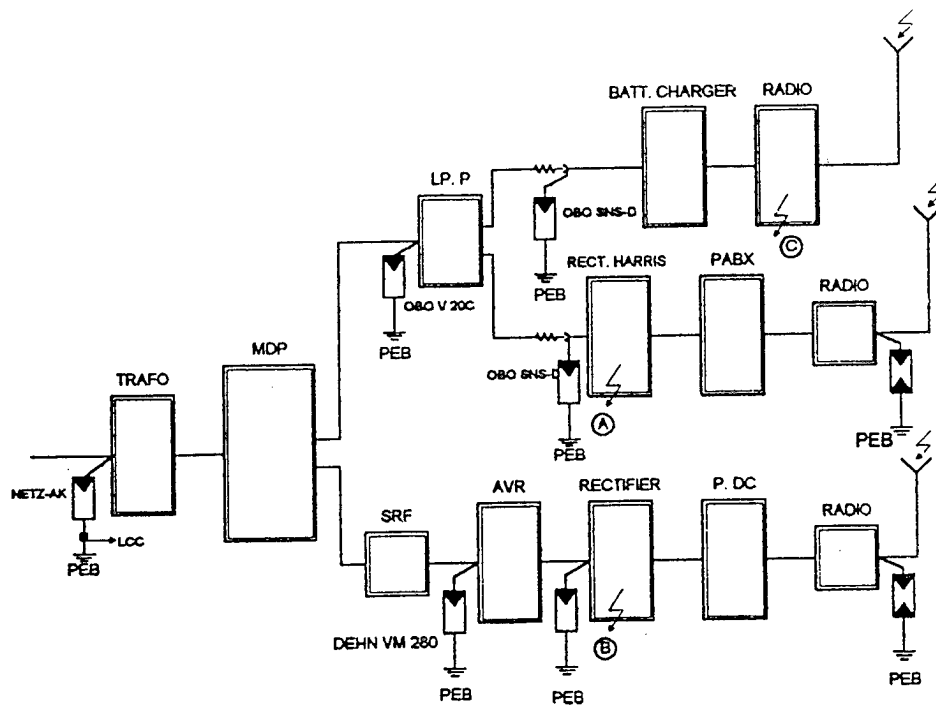 BATT. CHARGER
RADIO
LP. P
OBO SNS-D
C
PEB
RECT. HARRIS
PABX
RADIO
OBO V 20C
PEB
MDP
TRAFO
OBO SNS-D
A
PEB
PEB
NETZ-AK
LCC
PEB
SRF
AVR
RECTIFIER
P. DC
RADIO
DEHN VM 280
B
PEB
PEB
PEB